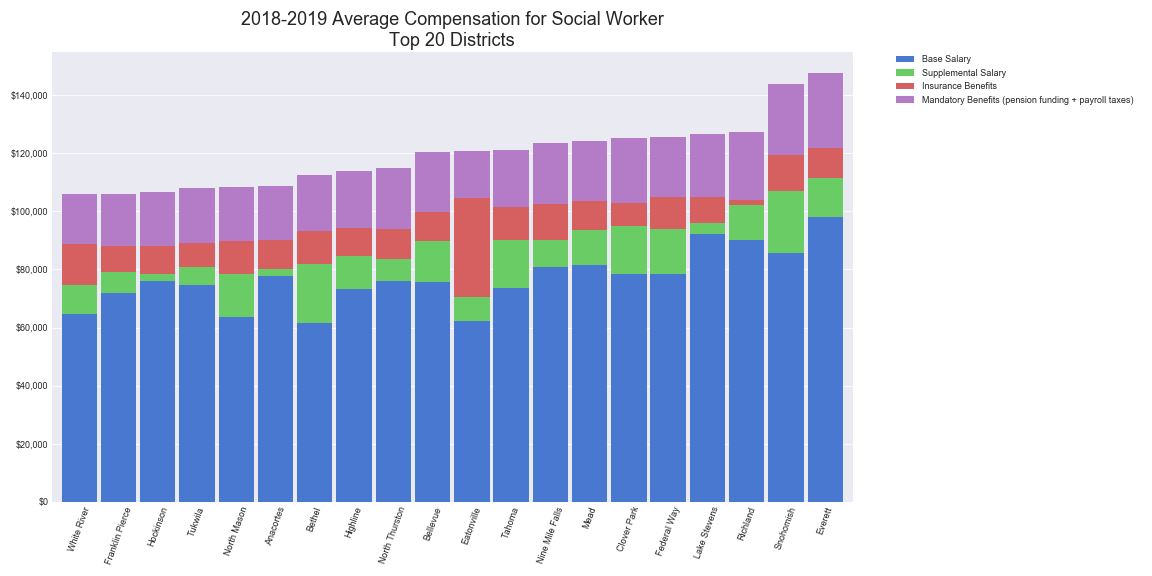 2018-2019 Average Compensation for Social Worker
Top 20 Districts
Base Salary
Supplemental Salary
Insurance Benefits
Mandatory Benefits (pension funding + payroll taxes)
$140,000
$120,000
$100,000
$80,000
$60,000
$40,000
$20,000
$0
White River
Franklin Pierce
Hockinson
Tukwila
North Mason
Anacortes
Bethel
Highline
North Thurston
Bellevue
Eatonville
Tahoma
Nine Mile Falls
Mead
Clover Park
Federal Way
Lake Stevens
Richland
Snohomish
Everett